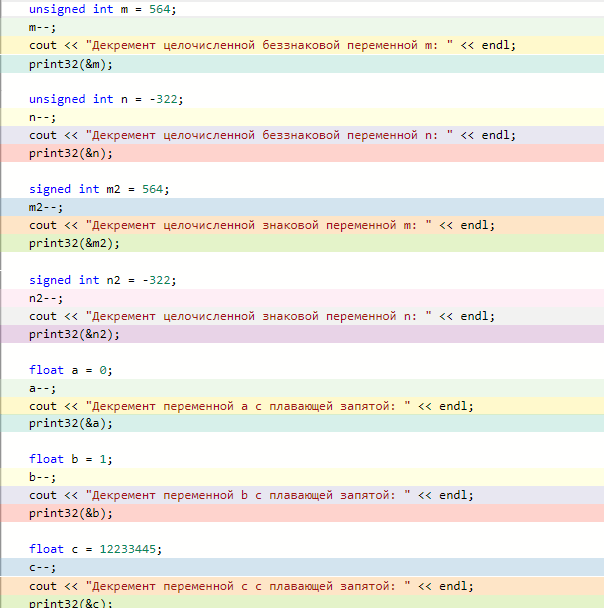 unsigned int m = 564;
m--;
cout << "Декремент целочисленной беззнаковой переменной m: " << endl;
print32(&m);
unsigned int n = -322;
n--;
cout << "Декремент целочисленной беззнаковой переменной n: " << endl;
print32(&n);
signed int m2 = 564;
m2--;
cout << "Декремент целочисленной знаковой переменной m: " << endl;
print32(&m2);
signed int n2 = -322;
n2--;
cout << "Декремент целочисленной знаковой переменной n: " << endl;
print32(&n2);
float a = 0;
a--;
cout << "Декремент переменной a с плавающей запятой: " << endl;
print32(&a);
float b = 1;
b--;
cout << "Декремент переменной b с плавающей запятой: " << endl;
print32(&b);
float c = 12233445;
c--;
cout << "Декремент переменной c с плавающей запятой: " << endl;
print32(&c);